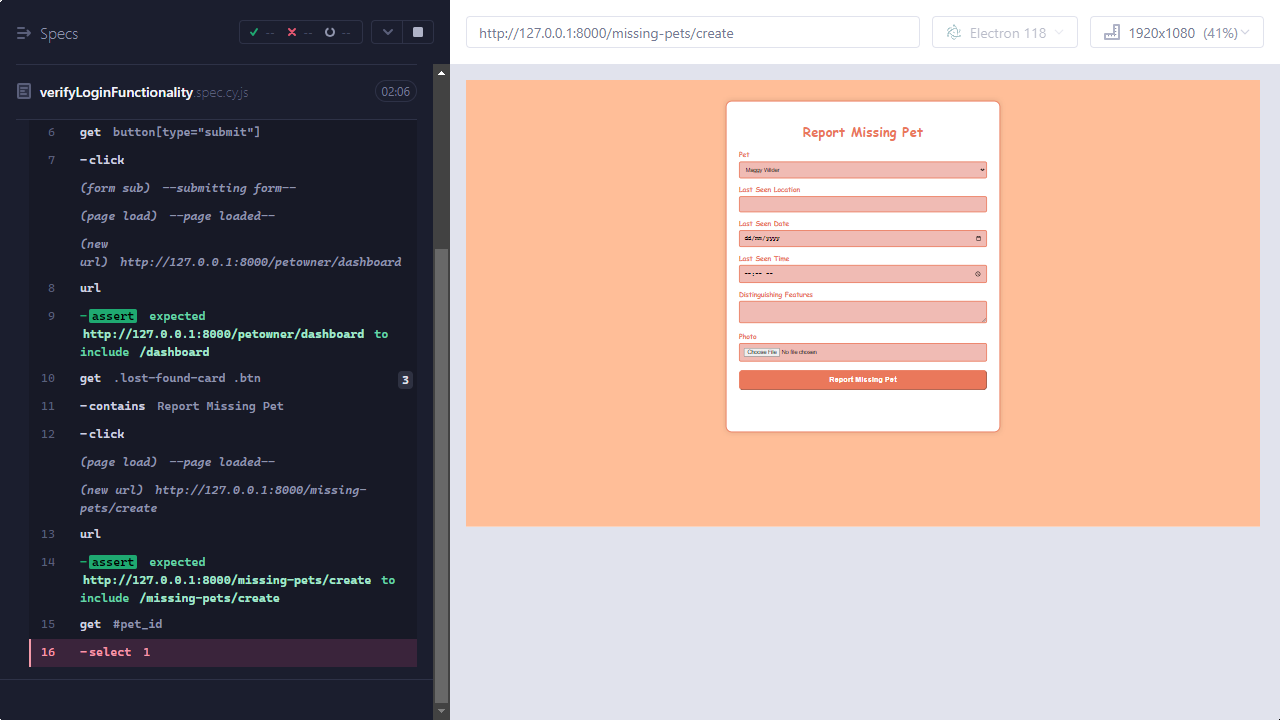 Specs
--
--
--
verifyLoginFunctionality.spec.cy.js
02:06
6 get button[type="submit"]
7 -click
(form sub) --submitting form--
(page load) --page loaded--
(new
url) http://127.0.0.1:8000/petowner/dashboard
8 url
9 -assert expected
http://127.0.0.1:8000/petowner/dashboard to
include /dashboard
10 get .lost-found-card .btn 3
11 -contains Report Missing Pet
12 -click
(page load) --page loaded--
(new url) http://127.0.0.1:8000/missing-
pets/create
13 url
14 -assert expected
http://127.0.0.1:8000/missing-pets/create to
include /missing-pets/create
15 get #pet_id
16 -select 1
http://127.0.0.1:8000/missing-pets/create
Electron 118
1920x1080 (41%)
Report Missing Pet
Pet
Maggy Wilder
Last Seen Location
Last Seen Date
dd/mm/yyyy
Last Seen Time
--:-- --
Distinguishing Features
Photo
Choose File No file chosen
Report Missing Pet